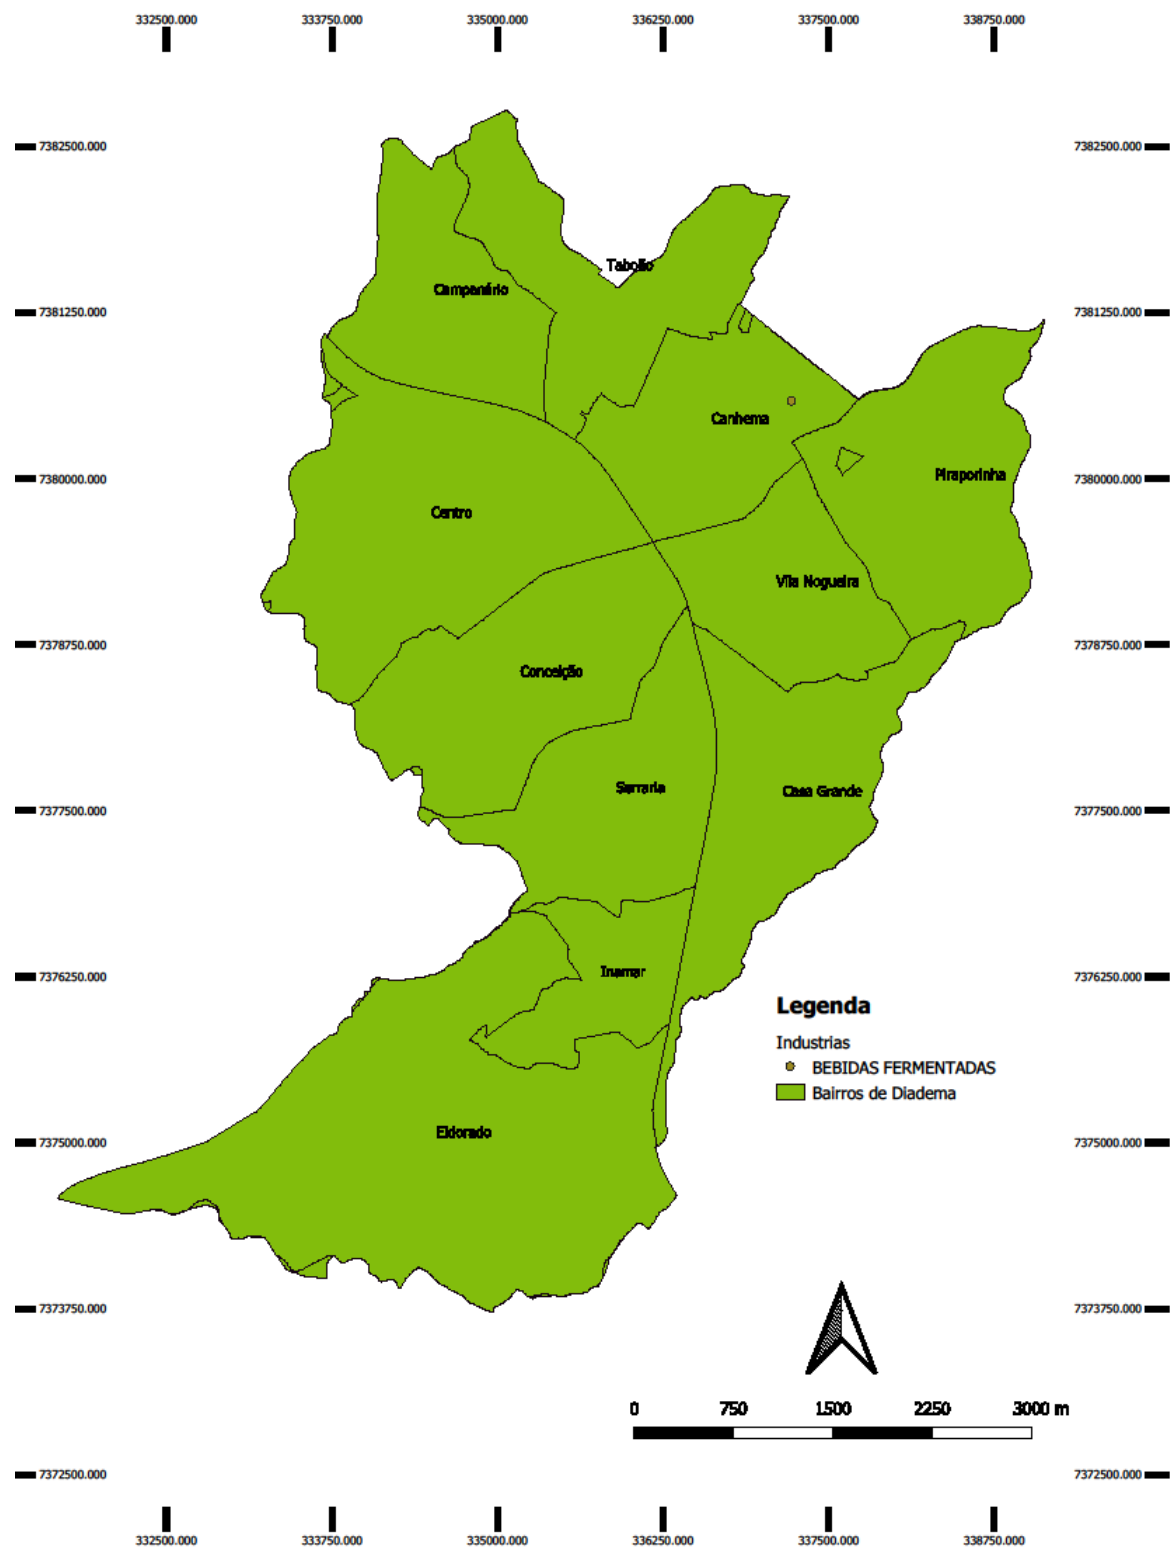 332500.000 333750.000 335000.000 336250.000 337500.000 338750.000
7382500.000 7382500.000
Taboão
Campanário
7381250.000 7381250.000
Canhema
Piraporinha
7380000.000 7380000.000
Centro
Vila Nogueira
7378750.000 7378750.000
Conceição
Serraria
Casa Grande
7377500.000 7377500.000
Inamar
7376250.000 7376250.000
Legenda
Industrias
BEBIDAS FERMENTADAS
Bairros de Diadema
Eldorado
7375000.000 7375000.000
7373750.000 7373750.000
0 750 1500 2250 3000 m
7372500.000 7372500.000
332500.000 333750.000 335000.000 336250.000 337500.000 338750.000